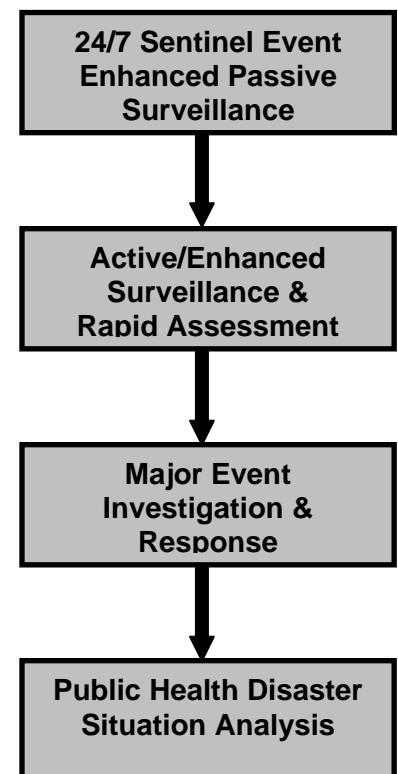 24/7 Sentinel Event
Enhanced Passive
Surveillance
Active/Enhanced
Surveillance &
Rapid Assessment
Major Event
Investigation &
Response
Public Health Disaster
Situation Analysis